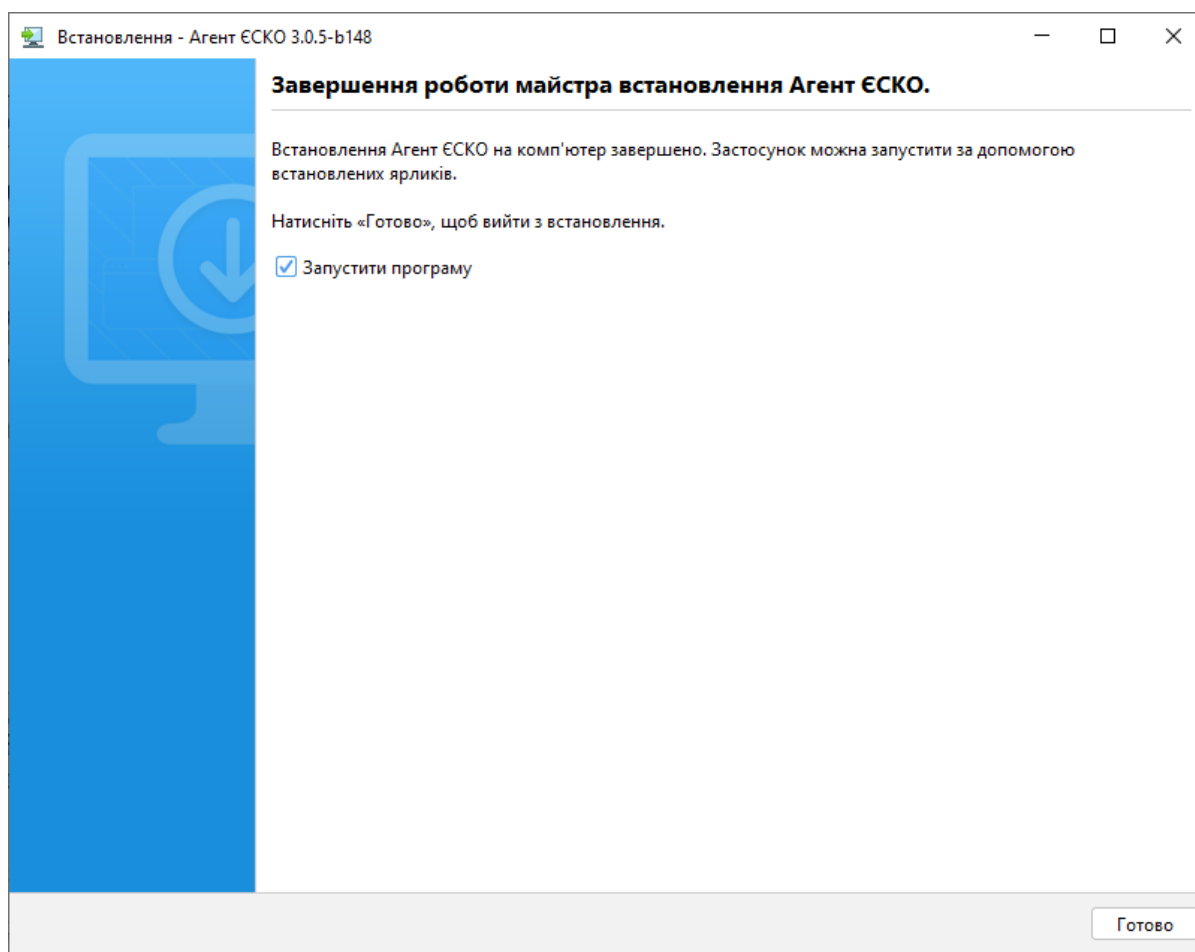 Встановлення - Агент ЄСКО 3.0.5-b148
Завершення роботи майстра встановлення Агент ЄСКО.
Встановлення Агент ЄСКО на комп'ютер завершено. Застосунок можна запустити за допомогою
встановлених ярликів.
Натисніть «Готово», щоб вийти з встановлення.
Запустити програму
Готово